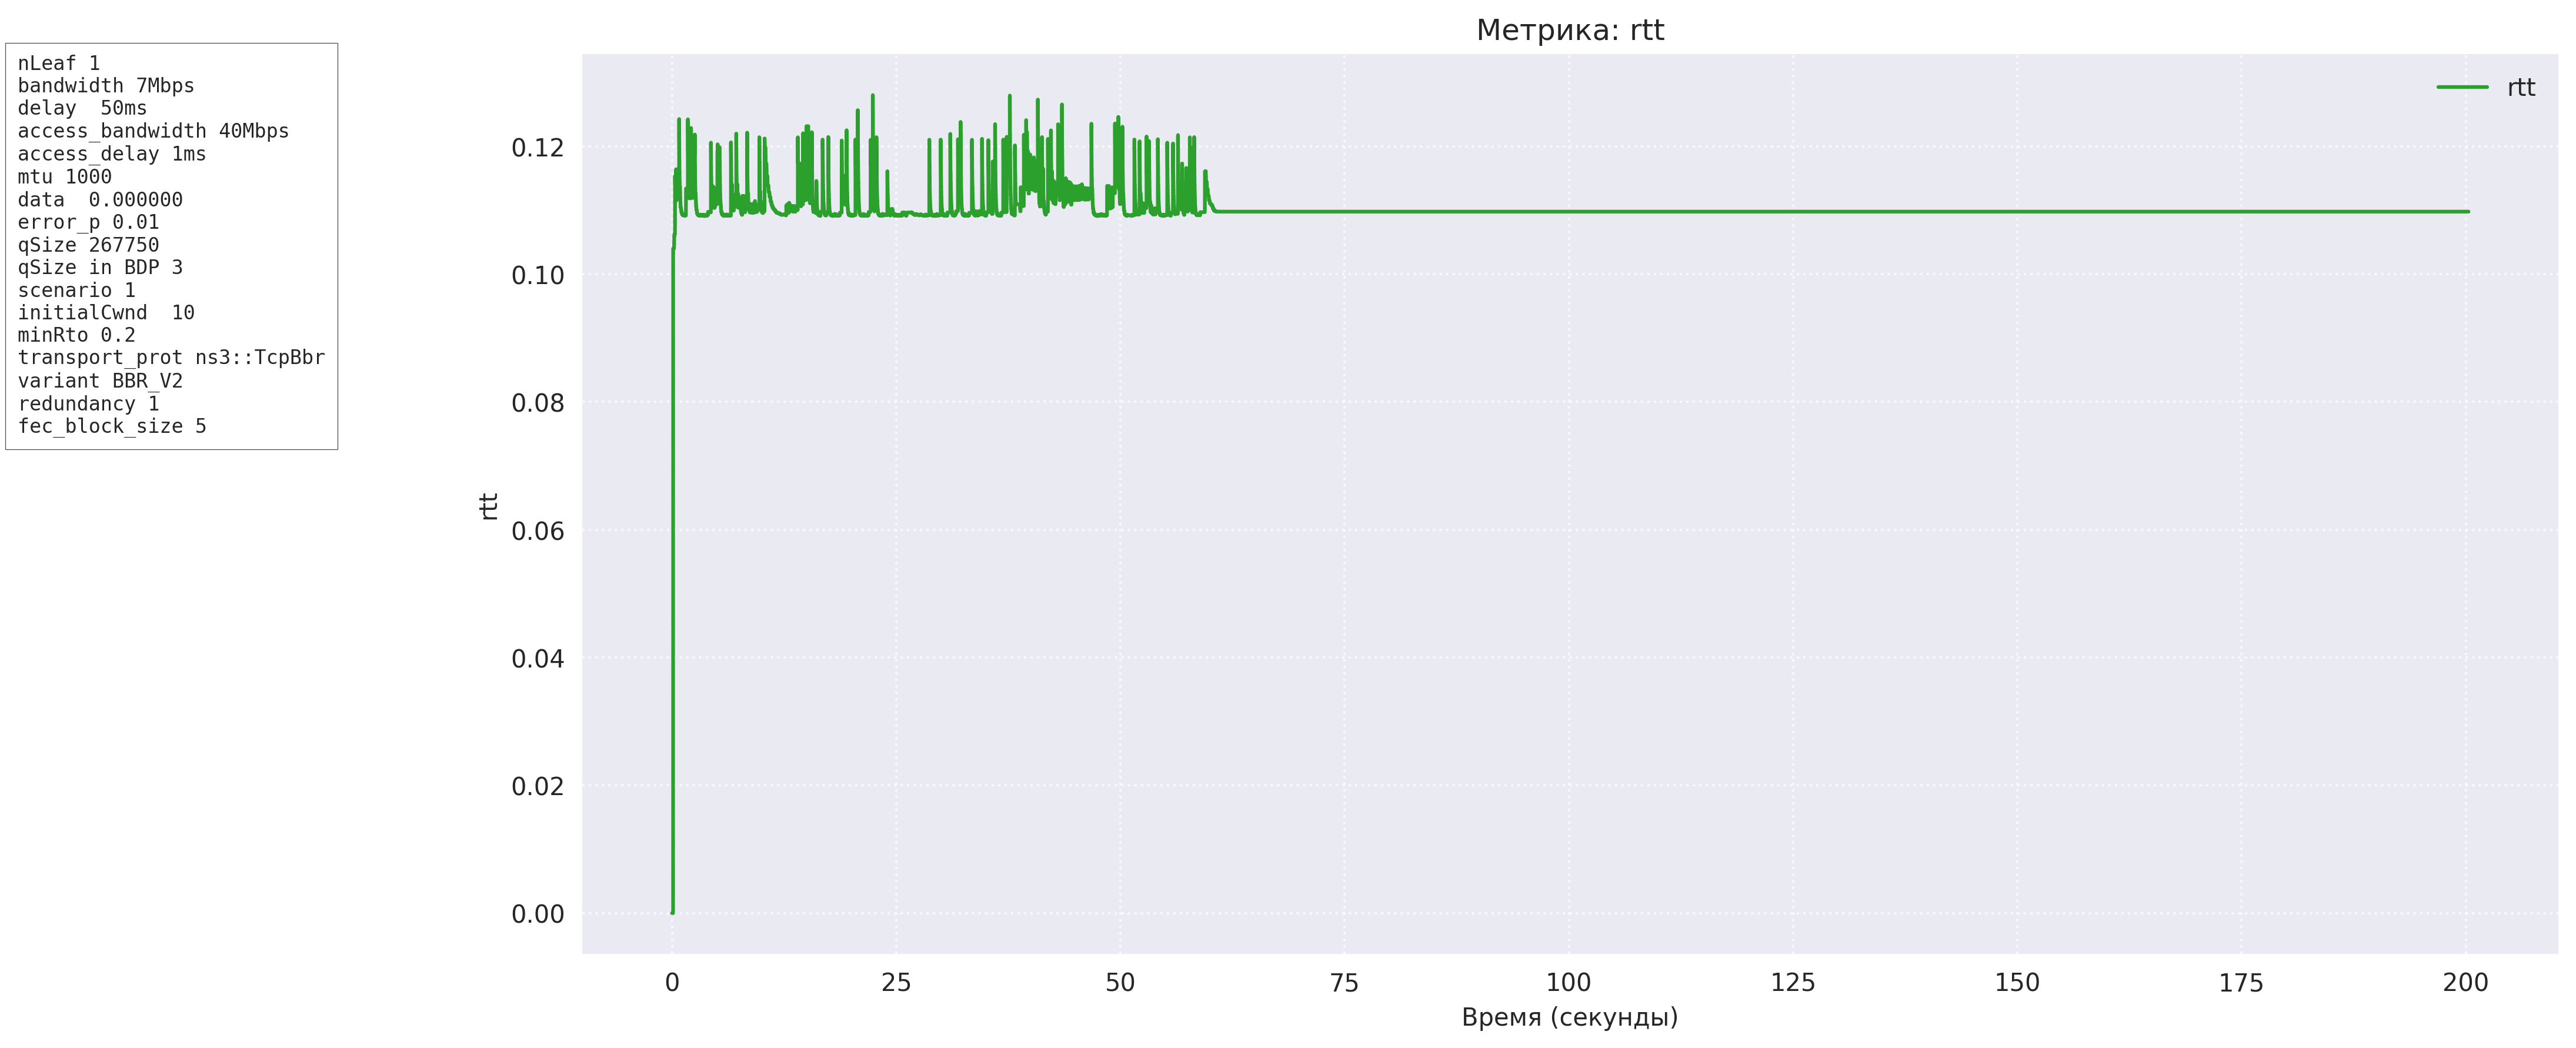 Метрика: rtt
nLeaf 1
bandwidth 7Mbps
delay  50ms
access_bandwidth 40Mbps
access_delay 1ms
mtu 1000
data  0.000000
error_p 0.01
qSize 267750
qSize in BDP 3
scenario 1
initialCwnd  10
minRto 0.2
transport_prot ns3::TcpBbr
variant BBR_V2
redundancy 1
fec_block_size 5
rtt
rtt
0.12
0.10
0.08
0.06
0.04
0.02
0.00
0 25 50 75 100 125 150 175 200
Время (секунды)